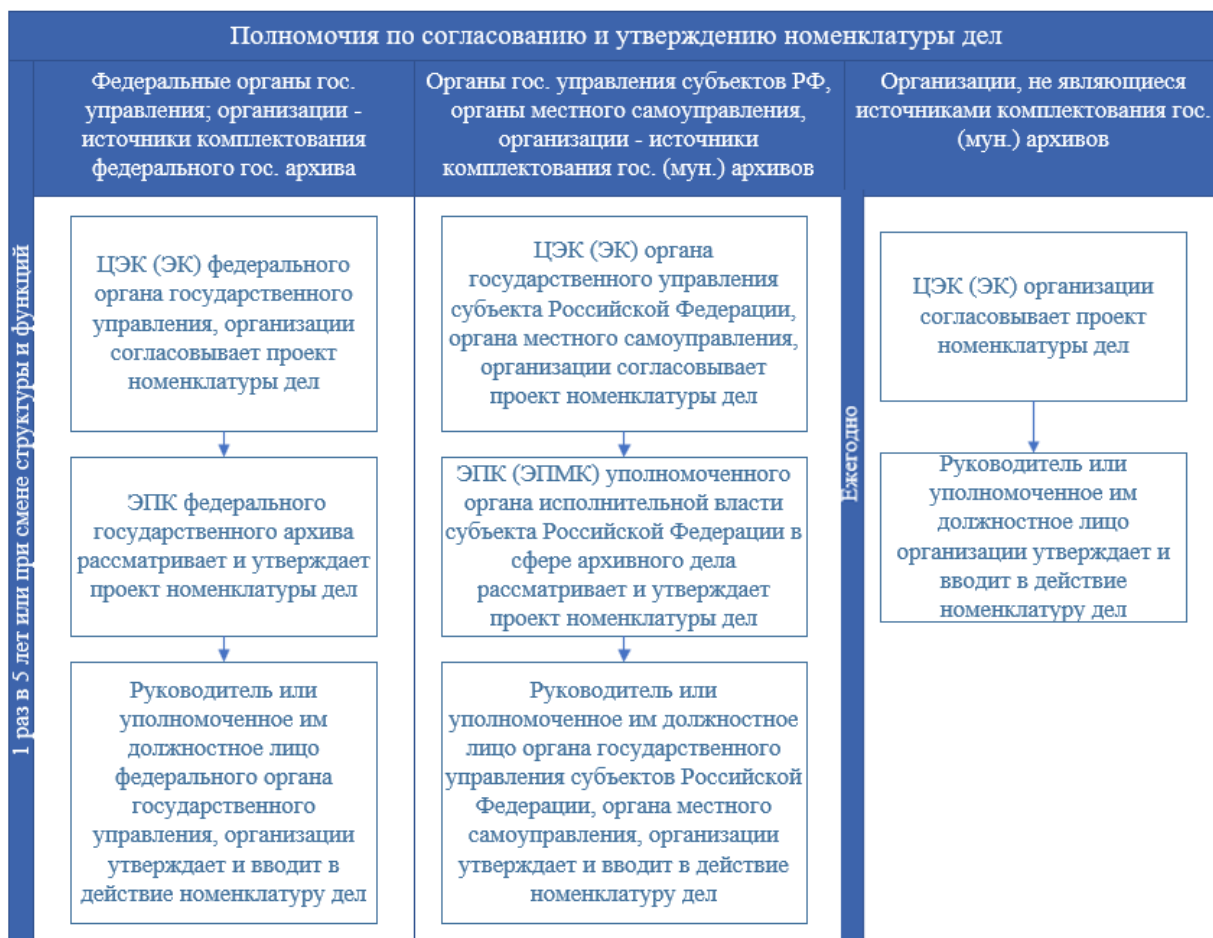 Полномочия по согласованию и утверждению номенклатуры дел
Федеральные органы гос.
управления; организации -
источники комплектования
федерального гос. архива
Органы гос. управления субъектов РФ,
органы местного самоуправления,
организации - источники
комплектования гос. (мун.) архивов
Организации, не являющиеся
источниками комплектования гос.
(мун.) архивов
1 раз в 5 лет или при смене структуры и функций
ЦЭК (ЭК) федерального
органа государственного
управления, организации
согласовывает проект
номенклатуры дел
ЭПК федерального
государственного архива
рассматривает и утверждает
проект номенклатуры дел
Руководитель или
уполномоченное им
должностное лицо
федерального органа
государственного
управления, организации
утверждает и вводит в
действие номенклатуру дел
ЦЭК (ЭК) органа
государственного управления
субъекта Российской Федерации,
органа местного самоуправления,
организации согласовывает
проект номенклатуры дел
ЭПК (ЭПМК) уполномоченного
органа исполнительной власти
субъекта Российской Федерации в
сфере архивного дела
рассматривает и утверждает
проект номенклатуры дел
Руководитель или
уполномоченное им должностное
лицо органа государственного
управления субъектов Российской
Федерации, органа местного
самоуправления, организации
утверждает и вводит в действие
номенклатуру дел
Ежегодно
ЦЭК (ЭК) организации
согласовывает проект
номенклатуры дел
Руководитель или
уполномоченное им
должностное лицо
организации утверждает и
вводит в действие
номенклатуру дел